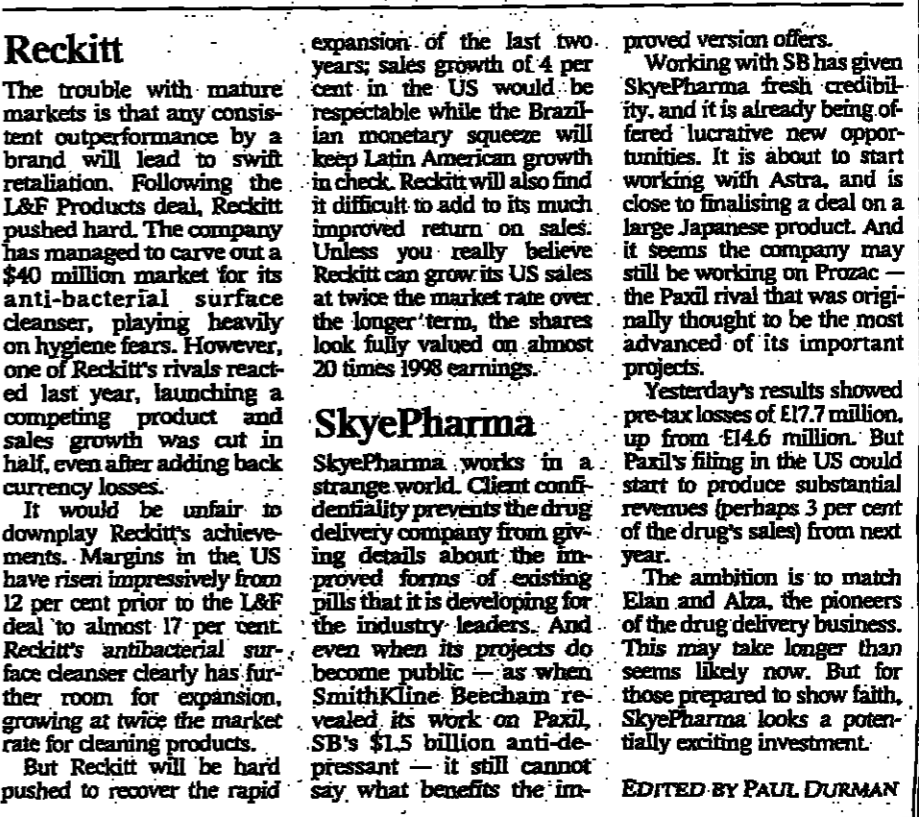 Reckitt
The trouble with mature
markets is that any consis-
tent outperformance by a
brand will lead to swift
retaliation. Following the
L&F Products deal, Reckitt
pushed hard. The company
has managed to carve out a
$40 million market for its
anti-bacterial surface
cleanser, playing heavily
on hygiene fears. However,
one of Reckitt's rivals react-
ed last year, launching a
competing product and
sales growth was cut in
half, even after adding back
currency losses.
It would be unfair to
downplay Reckitt's achieve-
ments. Margins in the US
have risen impressively from
12 per cent prior to the L&F
deal to almost 17 per cent.
Reckitt's antibacterial sur-
face cleanser clearly has fur-
ther room for expansion,
growing at twice the market
rate for cleaning products.
But Reckitt will be hard
pushed to recover the rapid
expansion of the last two
years; sales growth of 4 per
cent in the US would be
respectable while the Brazil-
ian monetary squeeze will
keep Latin American growth
in check. Reckitt will also find
it difficult to add to its much
improved return on sales.
Unless you really believe
Reckitt can grow its US sales
at twice the market rate over
the longer term, the shares
look fully valued on almost
20 times 1998 earnings.
SkyePharma
SkyePharma works in a
strange world. Client confi-
dentiality prevents the drug
delivery company from giv-
ing details about the im-
proved forms of existing
pills that it is developing for
the industry leaders. And
even when its projects do
become public — as when
SmithKline Beecham re-
vealed its work on Paxil,
SB's $1.5 billion anti-de-
pressant — it still cannot
say what benefits the im-
proved version offers.
Working with SB has given
SkyePharma fresh credibil-
ity, and it is already being of-
fered lucrative new oppor-
tunities. It is about to start
working with Astra, and is
close to finalising a deal on a
large Japanese product. And
it seems the company may
still be working on Prozac —
the Paxil rival that was origi-
nally thought to be the most
advanced of its important
projects.
Yesterday's results showed
pre-tax losses of £17.7 million,
up from £14.6 million. But
Paxil's filing in the US could
start to produce substantial
revenues (perhaps 3 per cent
of the drug's sales) from next
year.
The ambition is to match
Elan and Alza, the pioneers
of the drug delivery business.
This may take longer than
seems likely now. But for
those prepared to show faith,
SkyePharma looks a poten-
tially exciting investment.
EDITED BY PAUL DURMAN